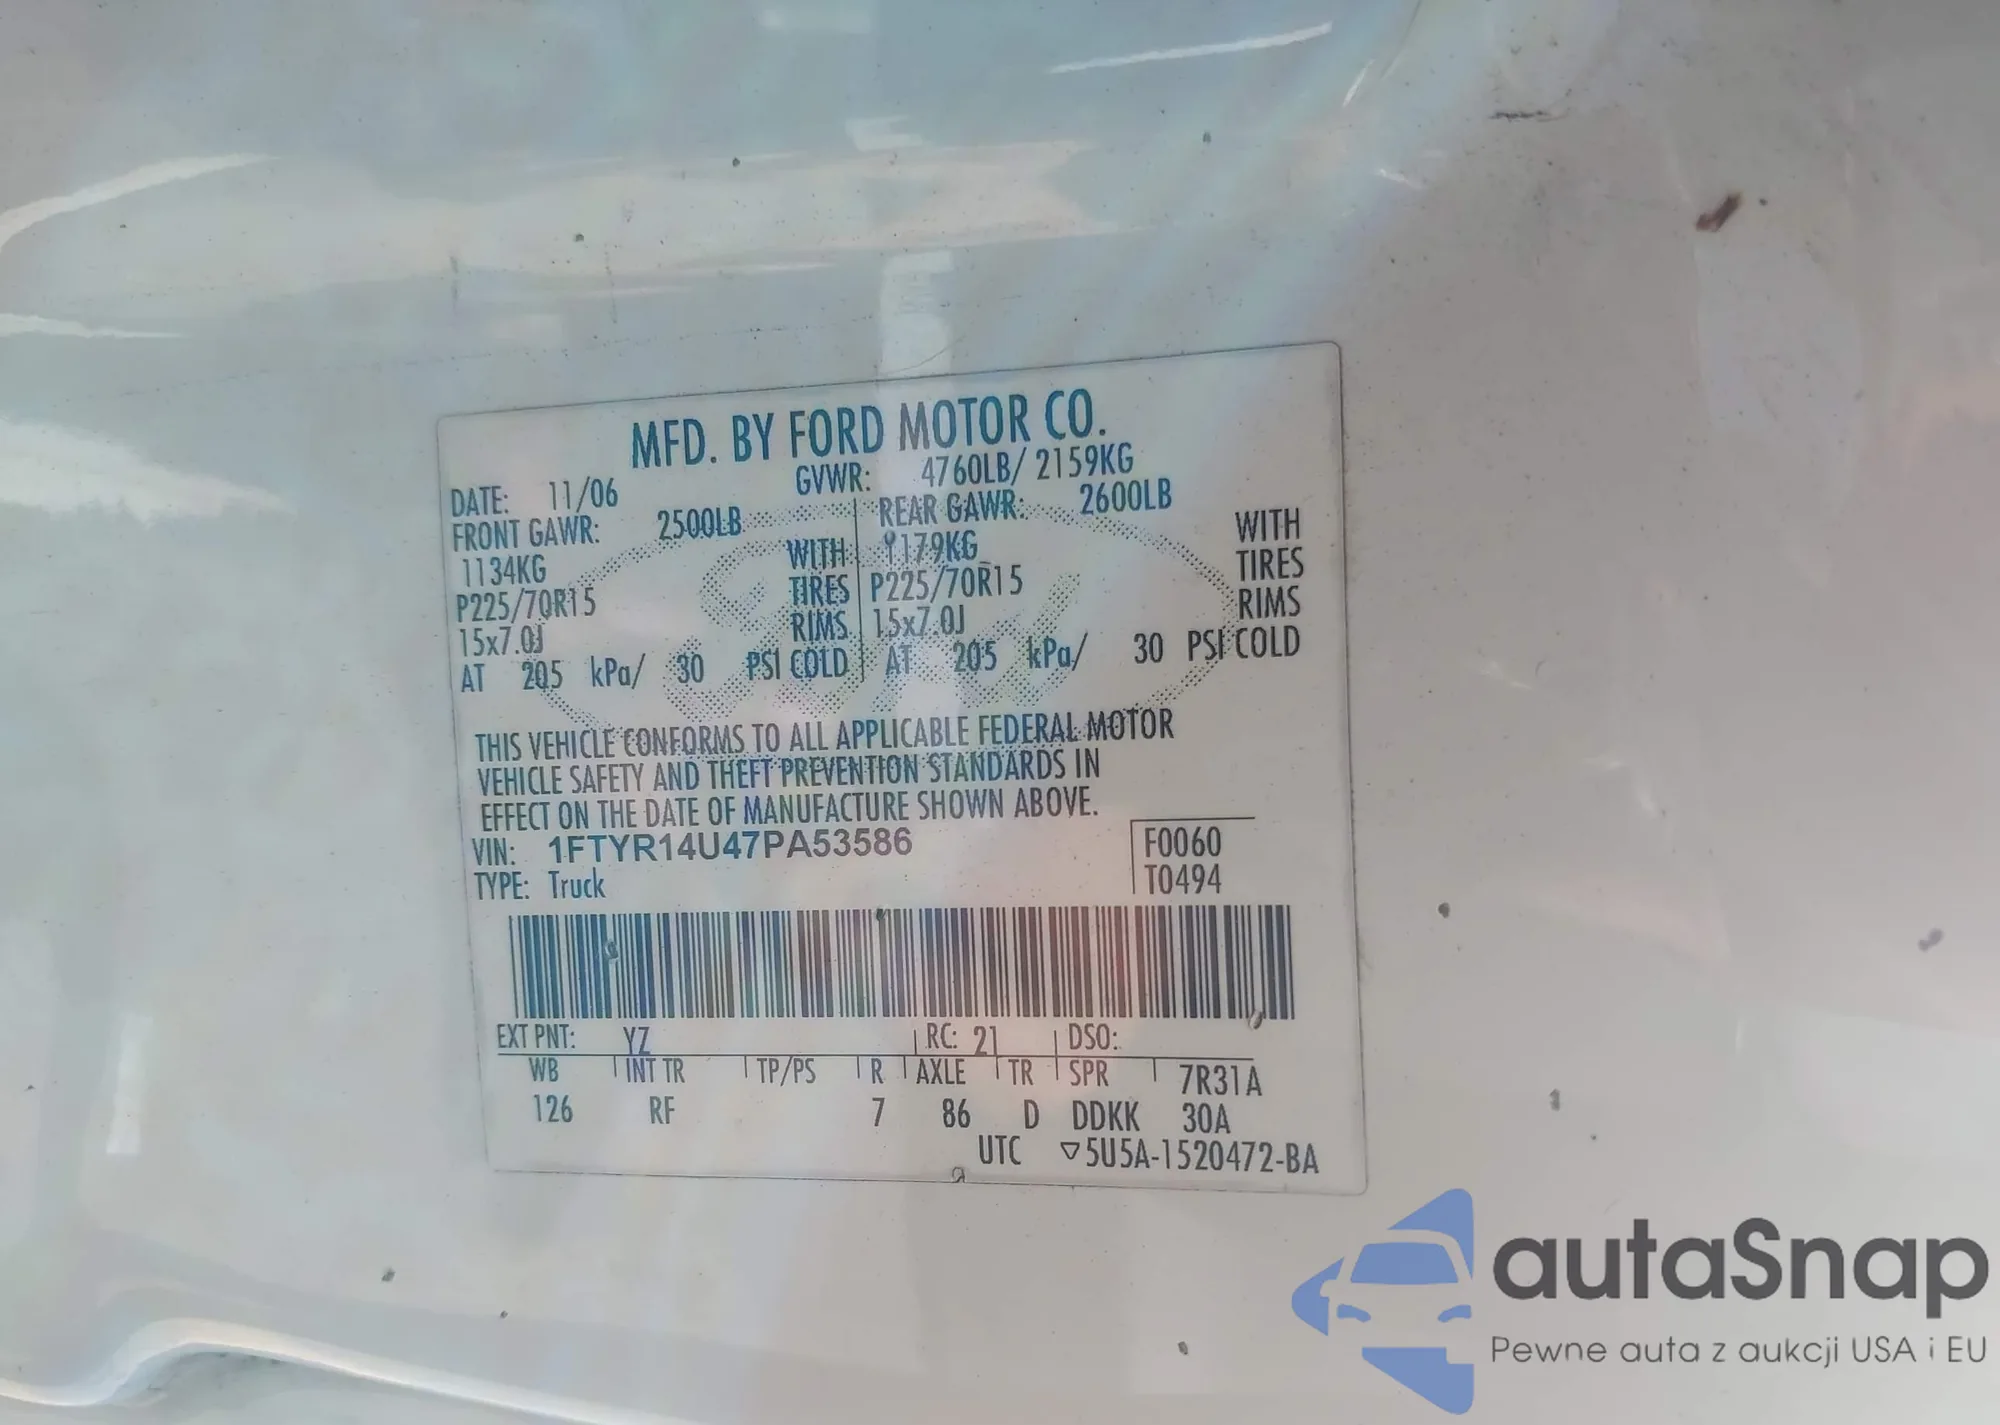 MFD. BY FORD MOTOR CO.
DATE: 11/06 GVWR: 4760LB/ 2159KG
FRONT GAWR: 2500LB REAR GAWR: 2600LB
1134KG WITH 1179KG WITH
P225/70R15 TIRES P225/70R15 TIRES
15x7.0J RIMS 15x7.0J RIMS
AT 205 kPa/ 30 PSI COLD AT 205 kPa/ 30 PSI COLD
THIS VEHICLE CONFORMS TO ALL APPLICABLE FEDERAL MOTOR
VEHICLE SAFETY AND THEFT PREVENTION STANDARDS IN
EFFECT ON THE DATE OF MANUFACTURE SHOWN ABOVE.
VIN: 1FTYR14U47PA53586 F0060
TYPE: Truck T0494
EXT PNT: YZ RC: 21 DSO:
WB INT TR TP/PS R AXLE TR SPR 7R31A
126 RF 7 86 D DDKK 30A
UTC ▽5U5A-1520472-BA
autaSnap
Pewne auta z aukcji USA i EU